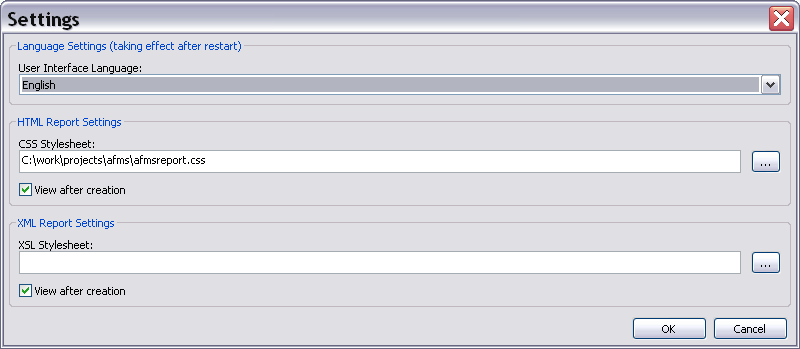 Settings
Language Settings (taking effect after restart)
User Interface Language:
English
HTML Report Settings
CSS Stylesheet:
C:\work\projects\afms\afmsreport.css
...
View after creation
XML Report Settings
XSL Stylesheet:
...
View after creation
OK
Cancel